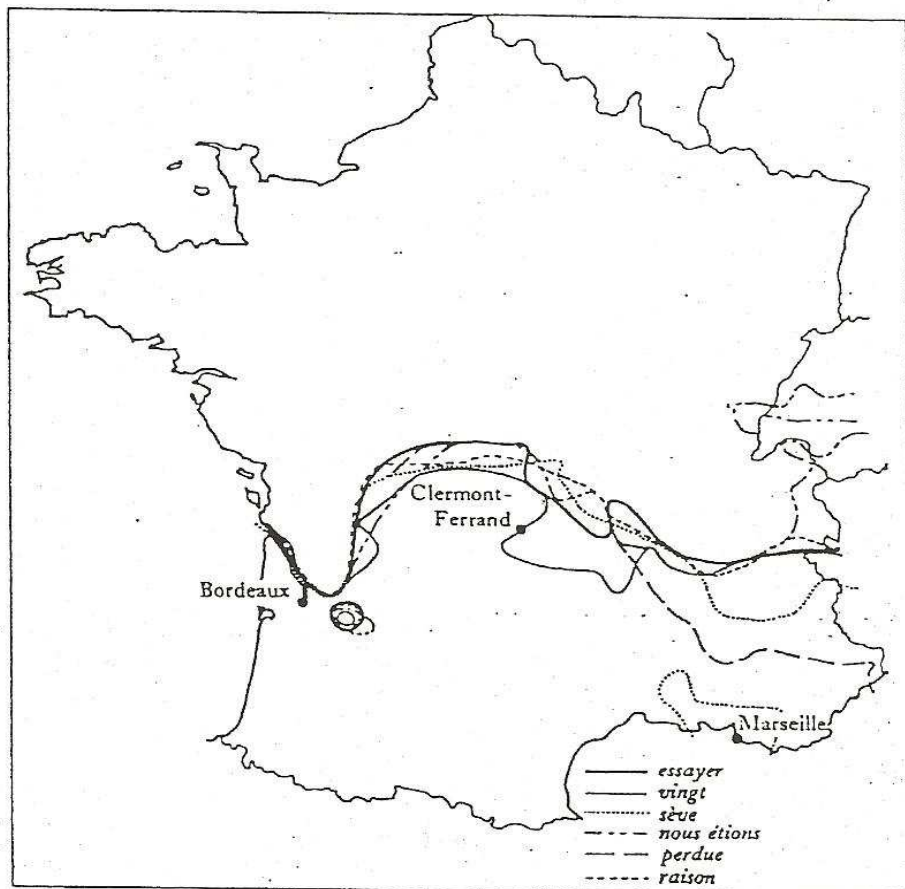 Clermont-
Ferrand
Bordeaux
Marseille
essayer
vingt
sève
nous étions
perdue
raison